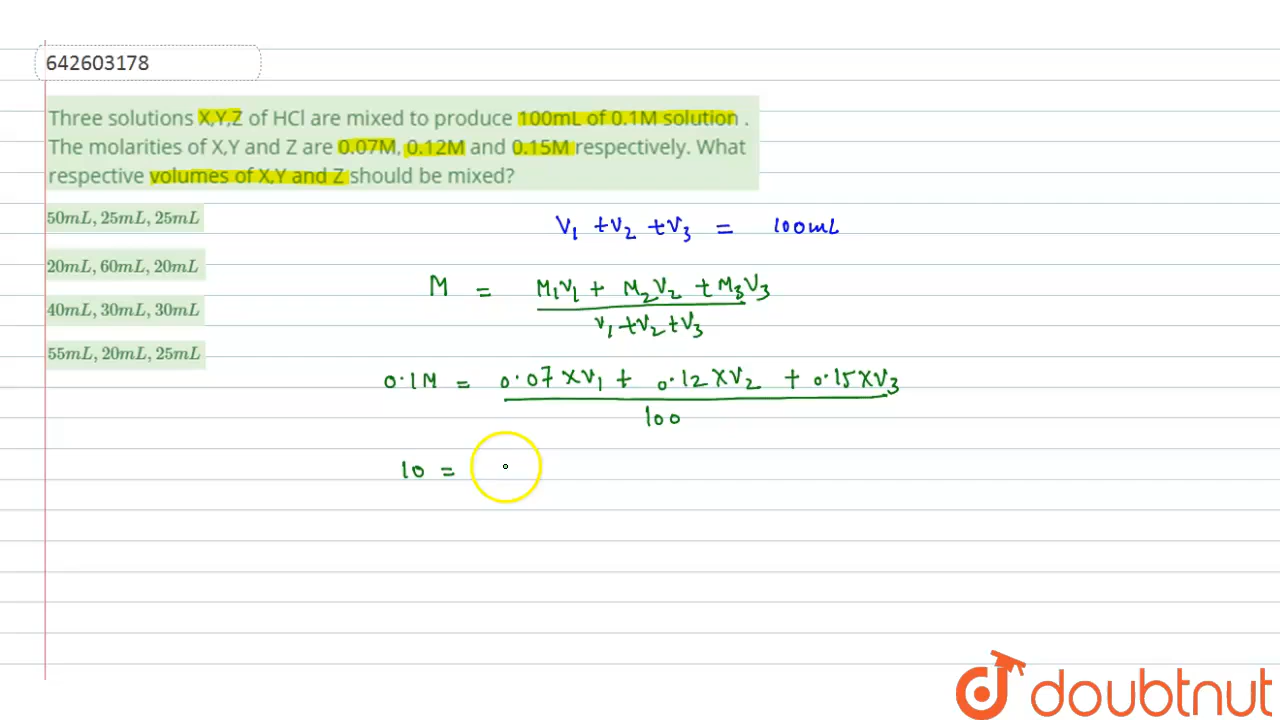 642603178
Three solutions X,Y,Z of HCl are mixed to produce 100mL of 0.1M solution .
The molarities of X,Y and Z are 0.07M, 0.12M and 0.15M respectively. What
respective volumes of X,Y and Z should be mixed?
50mL, 25mL, 25mL
20mL, 60mL, 20mL
40mL, 30mL, 30mL
55mL, 20mL, 25mL
V₁ + V₂ + V₃ = 100mL
M = M₁V₁ + M₂V₂ + M₃V₃
V₁ + V₂ + V₃
0.1M = 0.07 X V₁ + 0.12 X V₂ + 0.15 X V₃
100
10 =
doubtnut